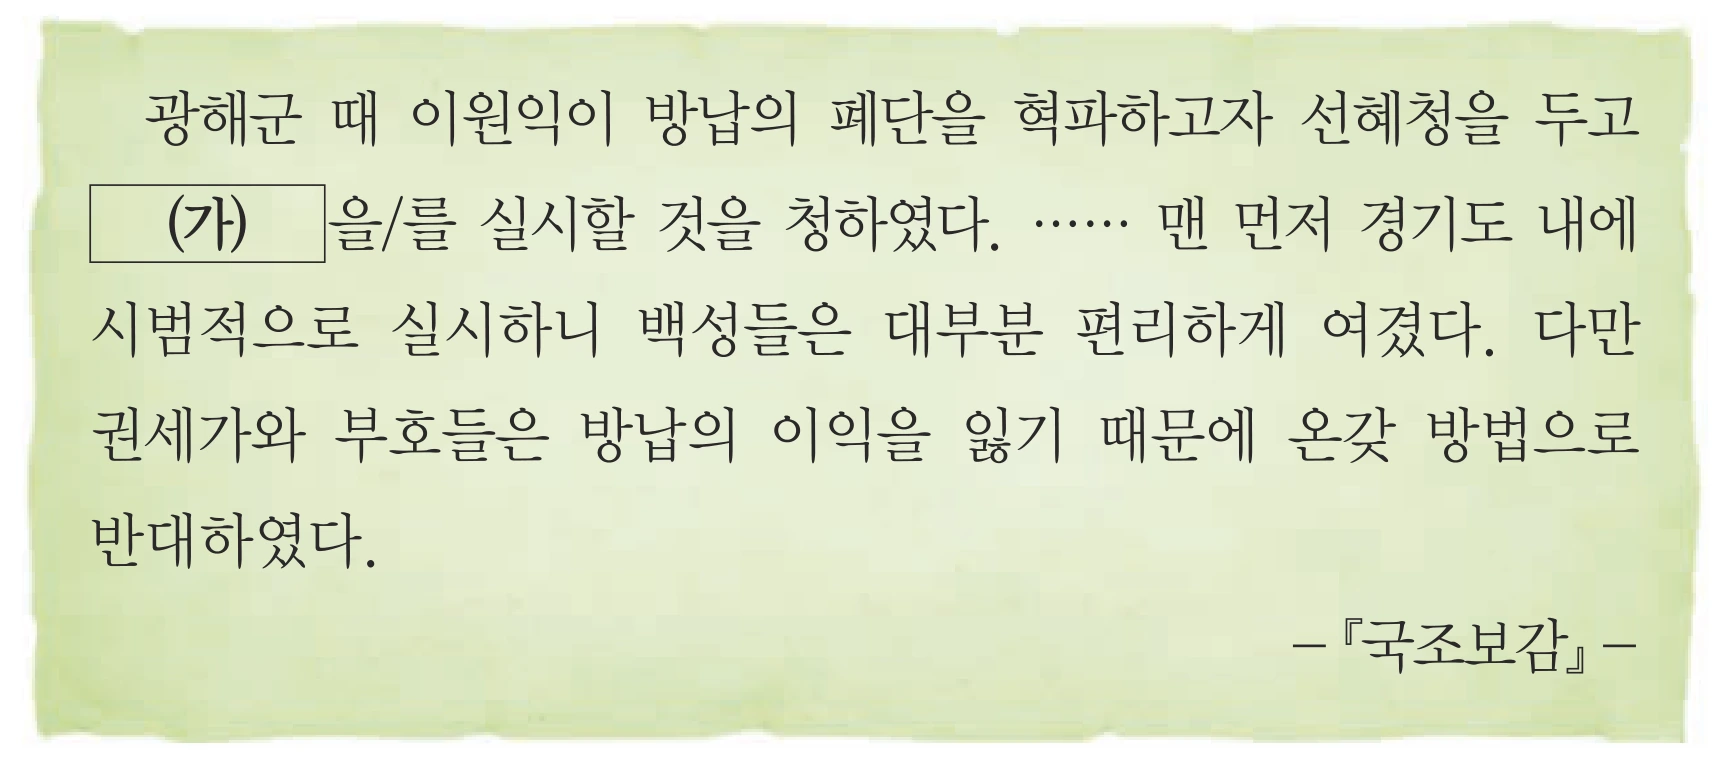 광해군 때 이원익이 방납의 폐단을 혁파하고자 선혜청을 두고
(가) 을/를 실시할 것을 청하였다. …… 맨 먼저 경기도 내에
시범적으로 실시하니 백성들은 대부분 편리하게 여겼다. 다만
권세가와 부호들은 방납의 이익을 잃기 때문에 온갖 방법으로
반대하였다.
– 『국조보감』 –